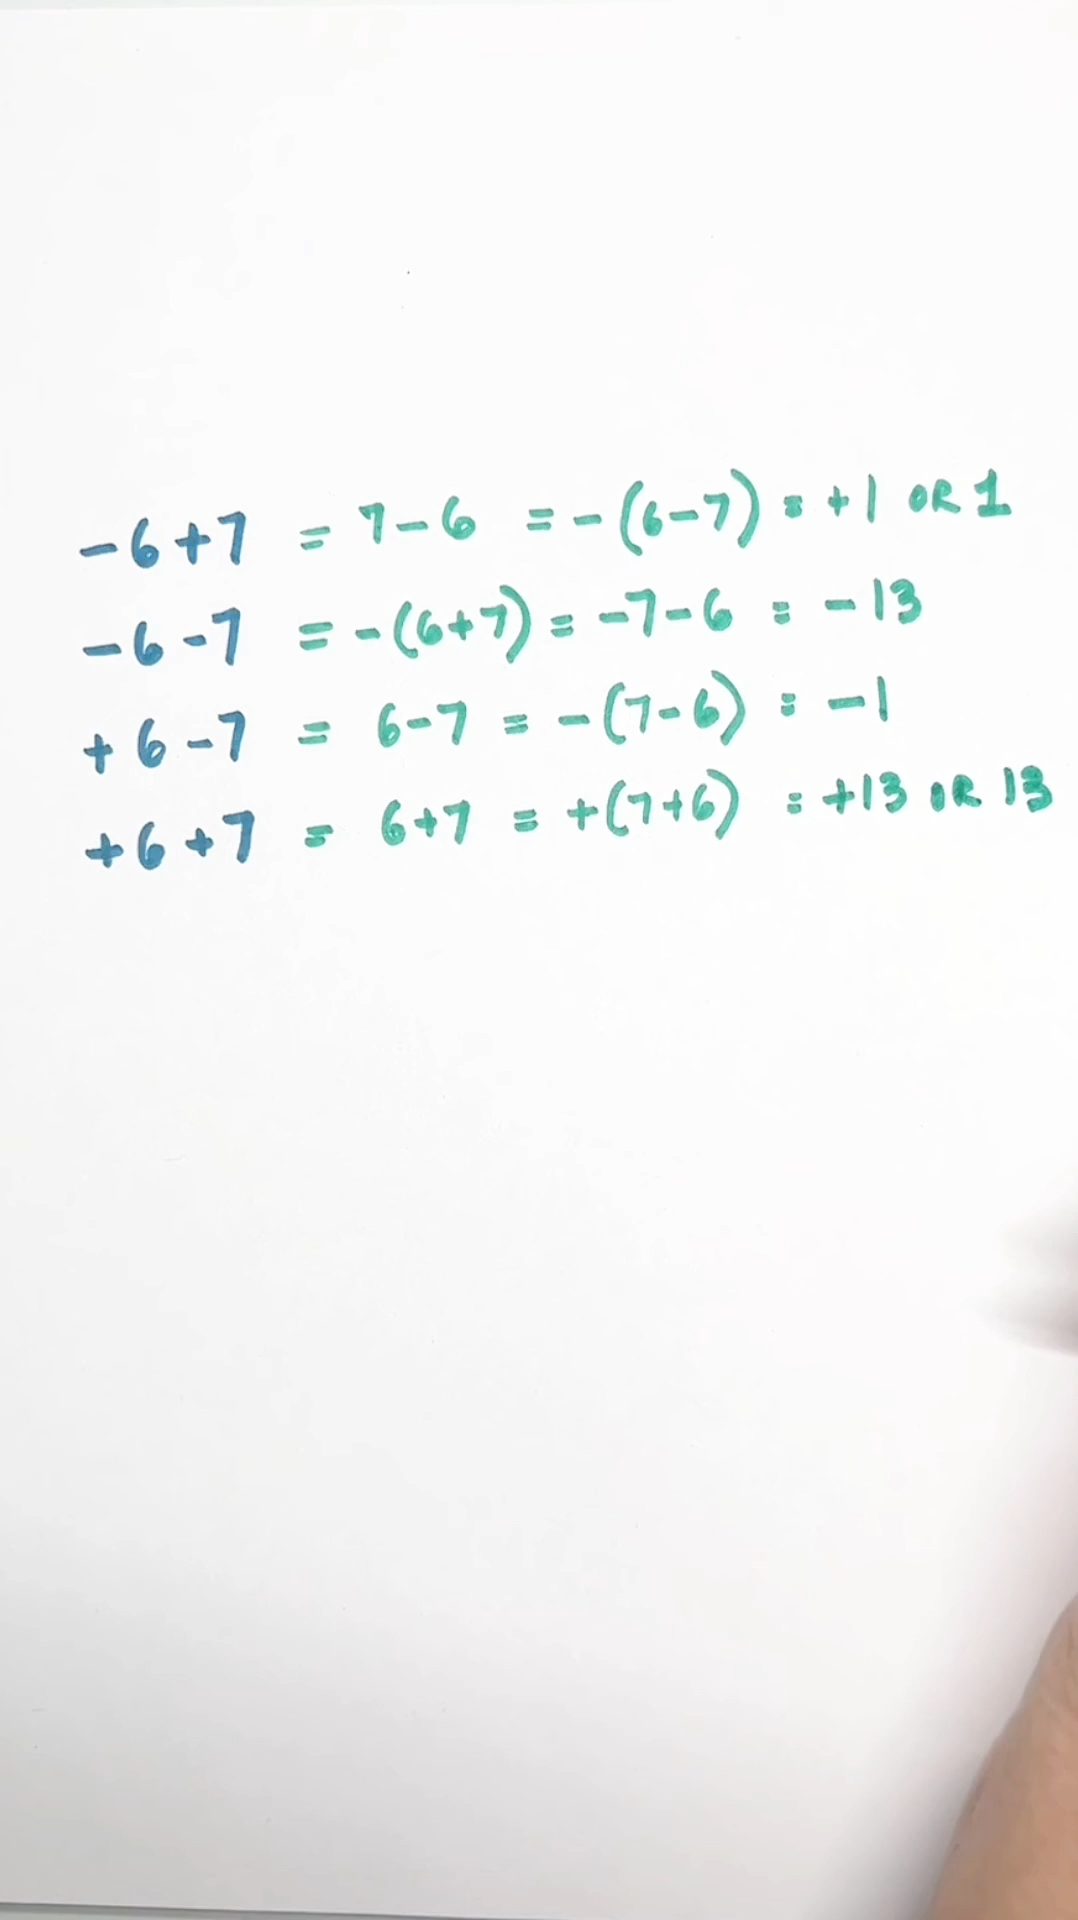 -6+7 = 7-6 = -(6-7) = +1 OR 1
-6-7 = -(6+7) = -7-6 = -13
+6-7 = 6-7 = -(7-6) = -1
+6+7 = 6+7 = +(7+6) = +13 OR 13